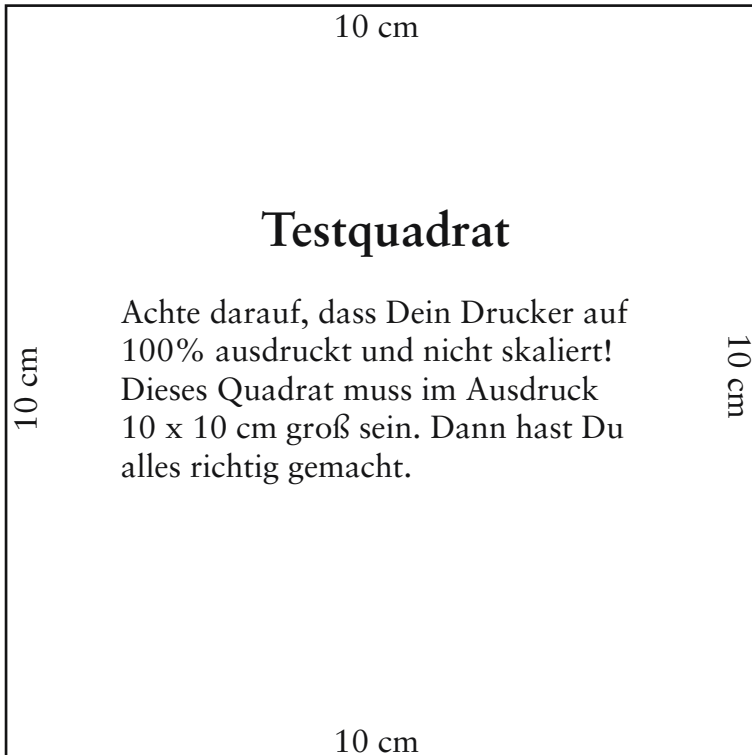 10 cm
Testquadrat
Achte darauf, dass Dein Drucker auf
100% ausdruckt und nicht skaliert!
Dieses Quadrat muss im Ausdruck
10 x 10 cm groß sein. Dann hast Du
alles richtig gemacht.
10 cm
10 cm
10 cm